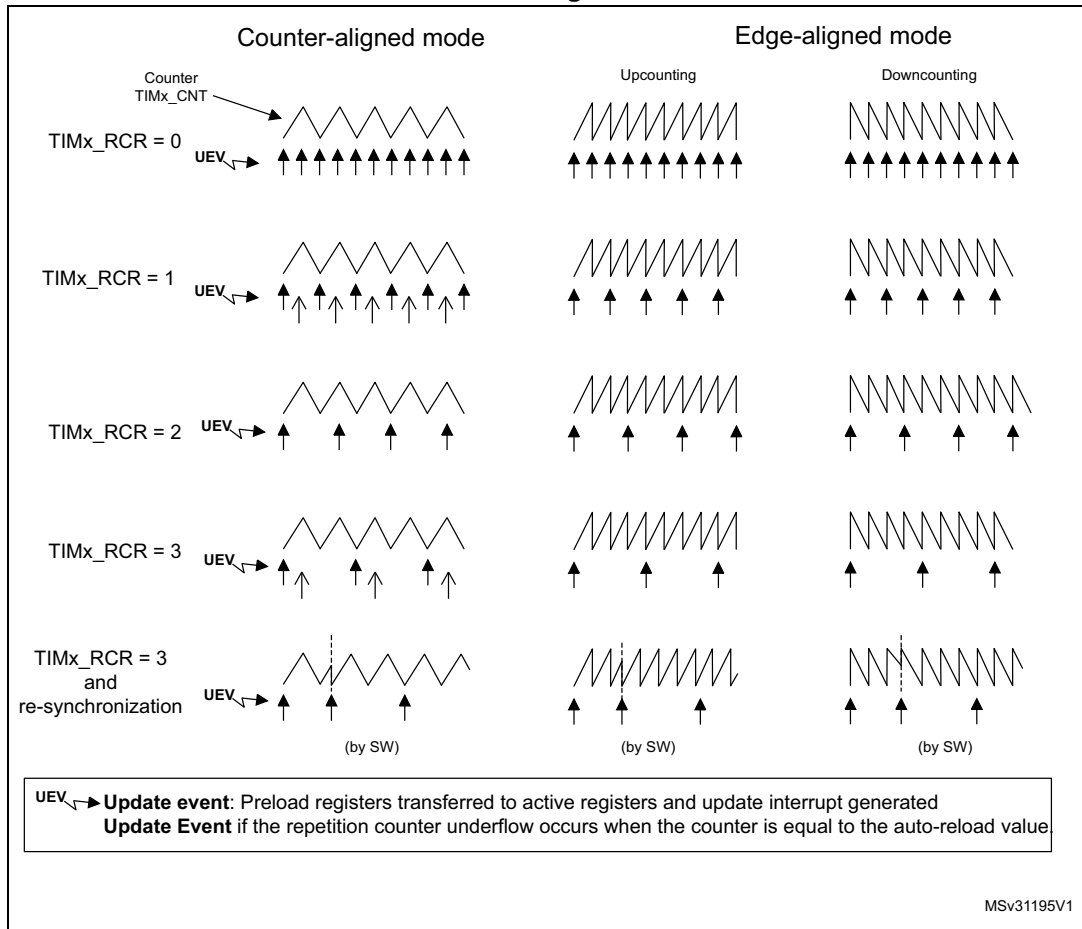 Counter-aligned mode
Edge-aligned mode
Counter
TIMx_CNT
Upcounting
Downcounting
TIMx_RCR = 0
UEV
TIMx_RCR = 1
UEV
TIMx_RCR = 2
UEV
TIMx_RCR = 3
UEV
TIMx_RCR = 3
and
re-synchronization
UEV
(by SW)
(by SW)
(by SW)
UEV Update event: Preload registers transferred to active registers and update interrupt generated
Update Event if the repetition counter underflow occurs when the counter is equal to the auto-reload value.
MSv31195V1